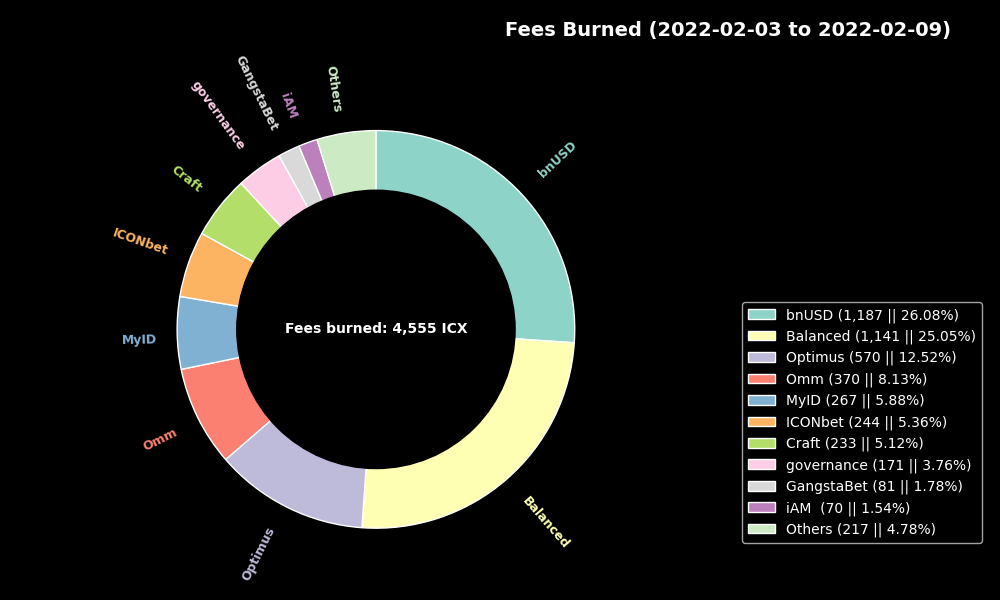 Fees Burned (2022-02-03 to 2022-02-09)
Others
iAM
GangstaBet
governance
Craft
ICONbet
MyID
Omm
Optimus
Balanced
bnUSD
Fees burned: 4,555 ICX
bnUSD (1,187 || 26.08%)
Balanced (1,141 || 25.05%)
Optimus (570 || 12.52%)
Omm (370 || 8.13%)
MyID (267 || 5.88%)
ICONbet (244 || 5.36%)
Craft (233 || 5.12%)
governance (171 || 3.76%)
GangstaBet (81 || 1.78%)
iAM  (70 || 1.54%)
Others (217 || 4.78%)